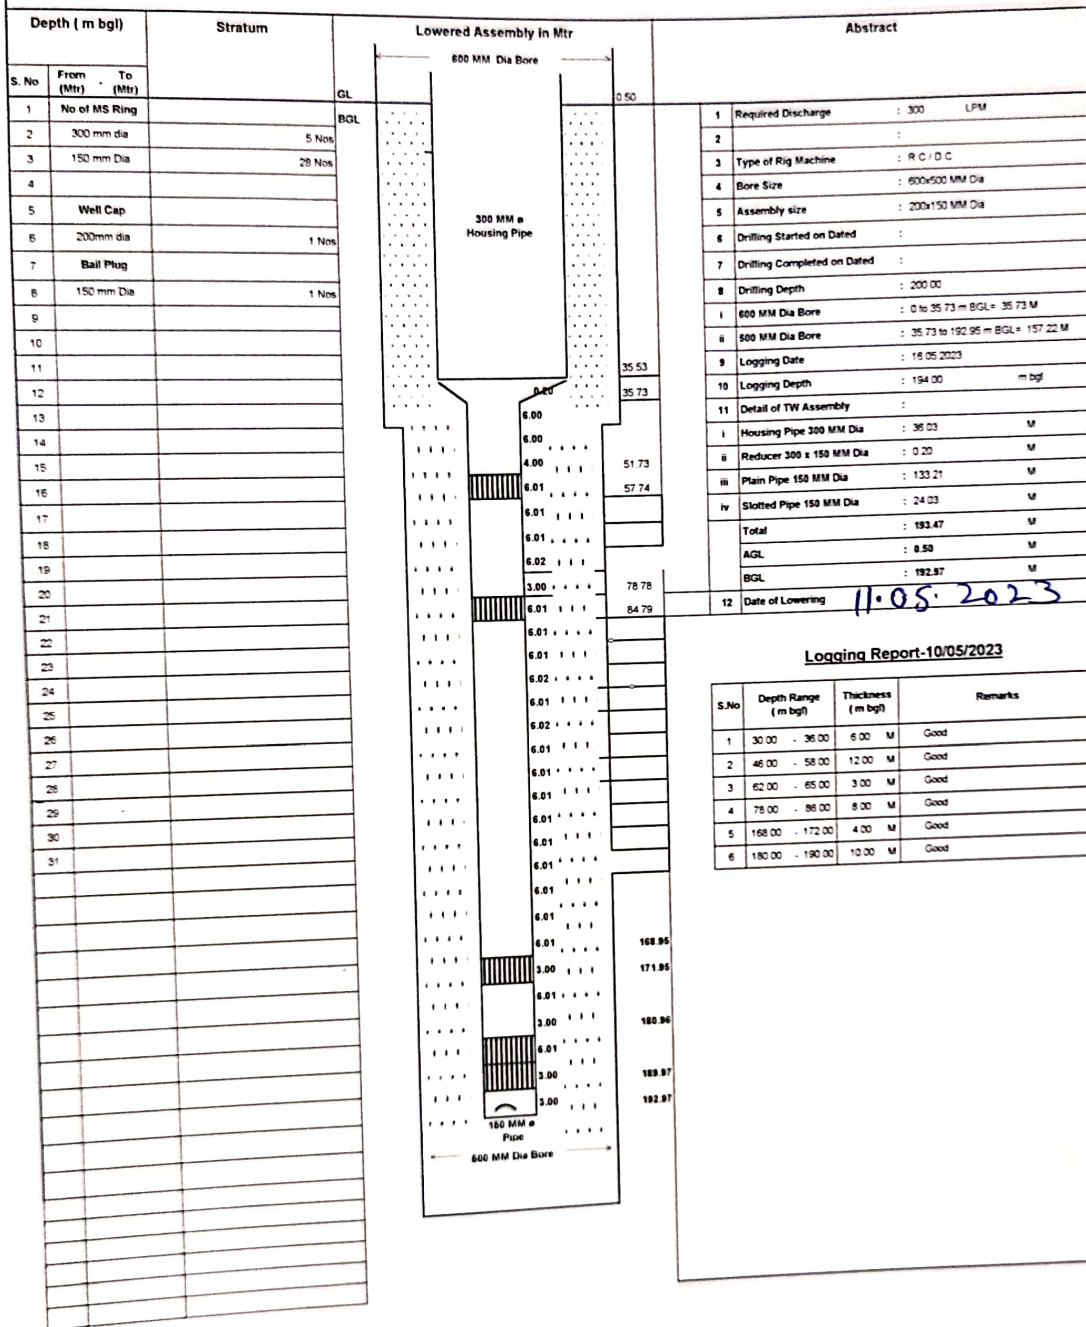 Depth ( m bgl) Stratum Lowered Assembly in Mtr Abstract
600 MM Dia Bore
S. No From (Mtr) - To (Mtr)
GL 0.50
BGL
1 No of MS Ring
2 300 mm dia 5 Nos
3 150 mm Dia 28 Nos
4
5 Well Cap
6 200mm dia 1 Nos
7 Bail Plug
8 150 mm Dia 1 Nos
9
10
11
12
13
14
15
16
17
18
19
20
21
22
23
24
25
26
27
28
29
30
31
300 MM ø
Housing Pipe
35.53
0.20 35.73
6.00
6.00
4.00 51.73
6.01 57.74
6.01
6.01
6.02
3.00 78.78
6.01 84.79
6.01
6.01
6.02
6.01
6.02
6.01
6.01
6.01
6.01
6.01
6.01
6.01
6.01
6.01 168.95
3.00 171.95
6.01
3.00 180.96
6.01
3.00 189.97
3.00 192.97
150 MM ø
Pipe
600 MM Dia Bore
1 Required Discharge : 300 LPM
2 :
3 Type of Rig Machine : R C / D C
4 Bore Size : 600x500 MM Dia
5 Assembly size : 200x150 MM Dia
6 Drilling Started on Dated :
7 Drilling Completed on Dated :
8 Drilling Depth : 200.00
i 600 MM Dia Bore : 0 to 35.73 m BGL= 35.73 M
ii 500 MM Dia Bore : 35.73 to 192.95 m BGL= 157.22 M
9 Logging Date : 16.05.2023
10 Logging Depth : 194.00 m bgl
11 Detail of TW Assembly :
i Housing Pipe 300 MM Dia : 36.03 M
ii Reducer 300 x 150 MM Dia : 0.20 M
iii Plain Pipe 150 MM Dia : 133.21 M
iv Slotted Pipe 150 MM Dia : 24.03 M
Total : 193.47 M
AGL : 0.50 M
BGL : 192.97 M
12 Date of Lowering 11.05.2023
Logging Report-10/05/2023
S.No Depth Range ( m bgl) Thickness ( m bgl) Remarks
1 30.00 - 36.00 6.00 M Good
2 46.00 - 58.00 12.00 M Good
3 62.00 - 65.00 3.00 M Good
4 78.00 - 86.00 8.00 M Good
5 168.00 - 172.00 4.00 M Good
6 180.00 - 190.00 10.00 M Good